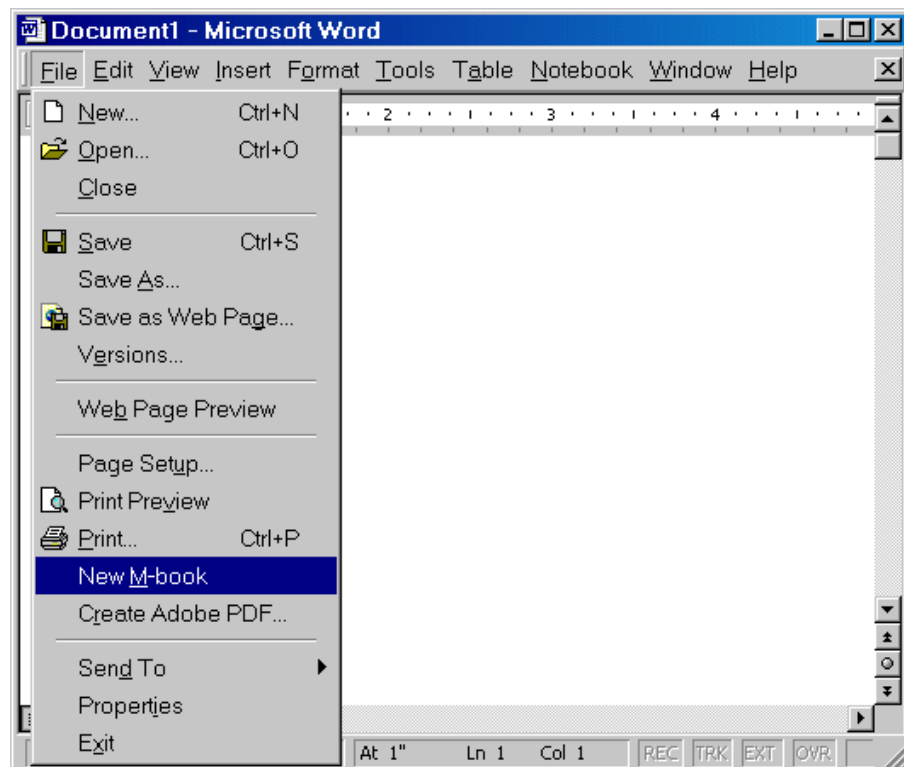 Document1 - Microsoft Word
File Edit View Insert Format Tools Table Notebook Window Help
2 3 4
New... Ctrl+N
Open... Ctrl+O
Close
Save Ctrl+S
Save As...
Save as Web Page...
Versions...
Web Page Preview
Page Setup...
Print Preview
Print... Ctrl+P
New M-book
Create Adobe PDF...
Send To
Properties
Exit
At 1" Ln 1 Col 1 REC TRK EXT OVR